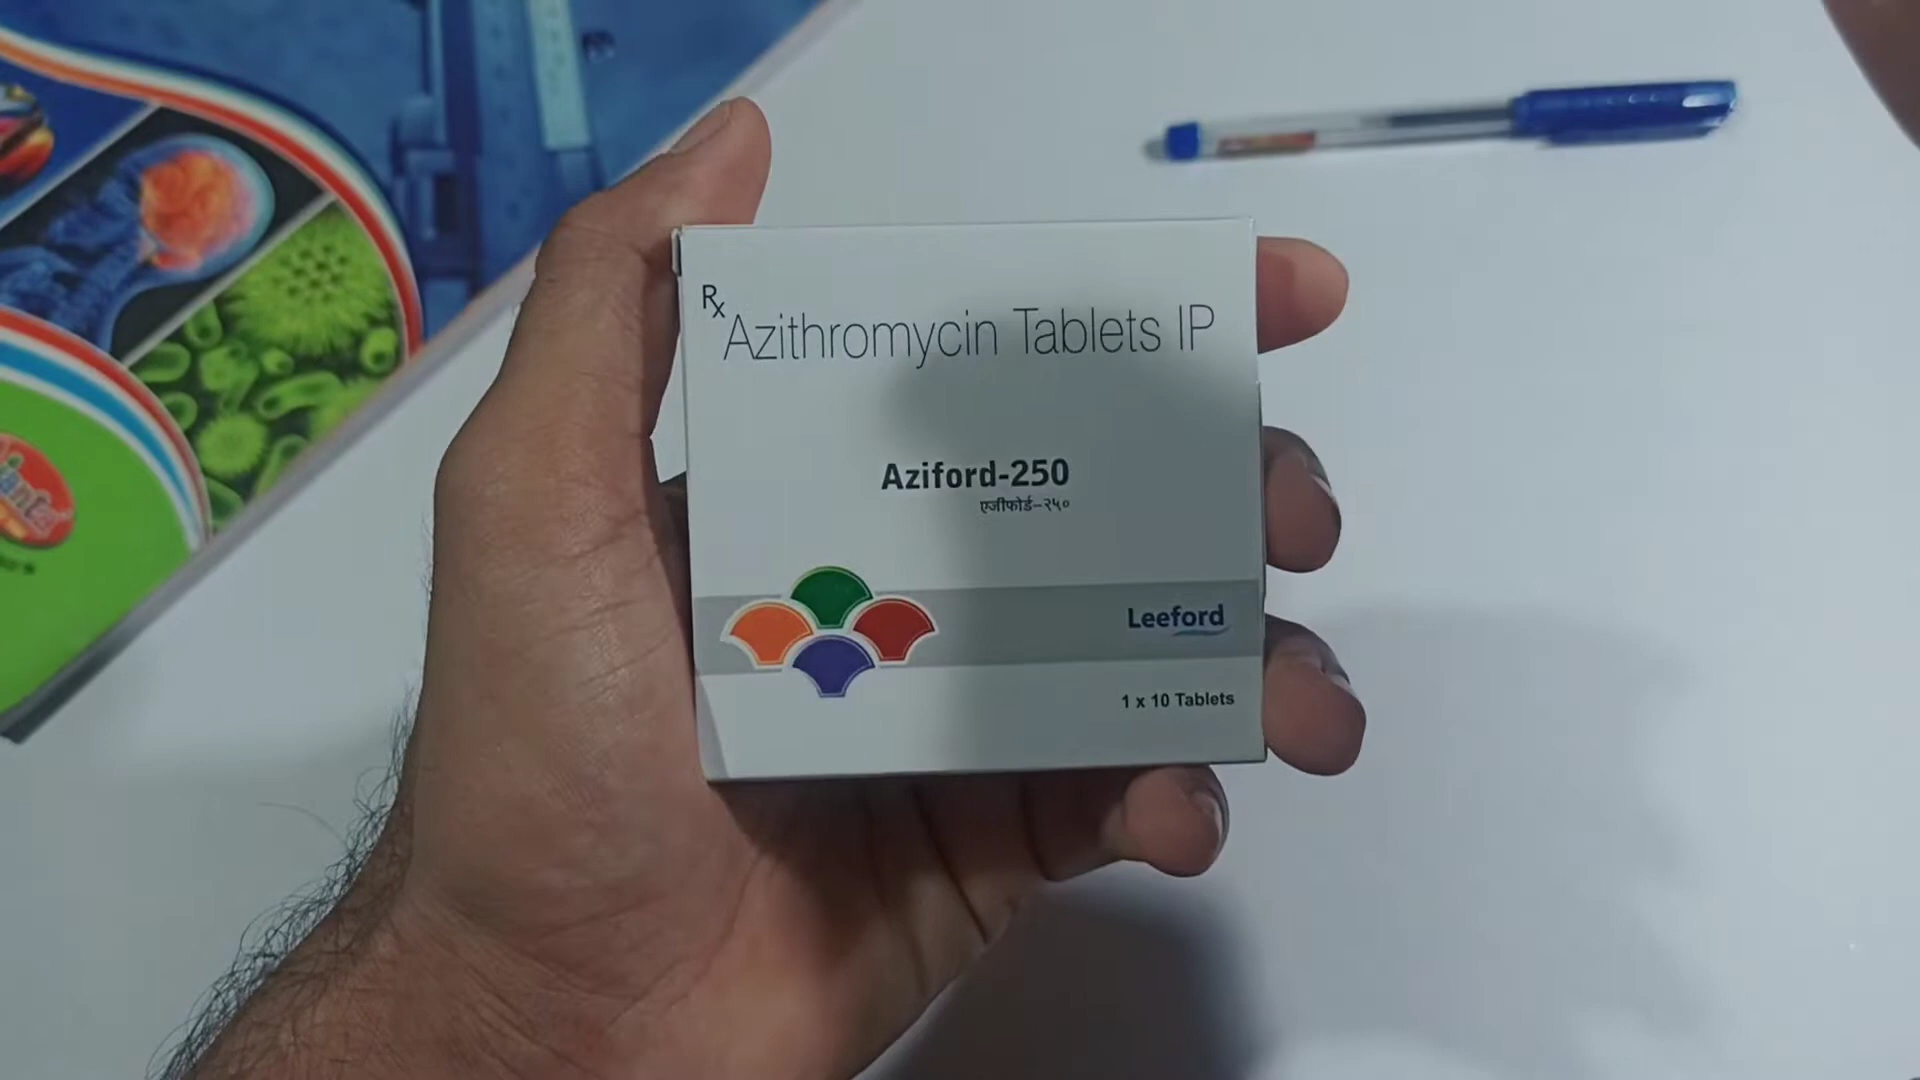 Rx
Azithromycin Tablets IP
Aziford-250
एजीफोर्ड-२५०
Leeford
1 x 10 Tablets